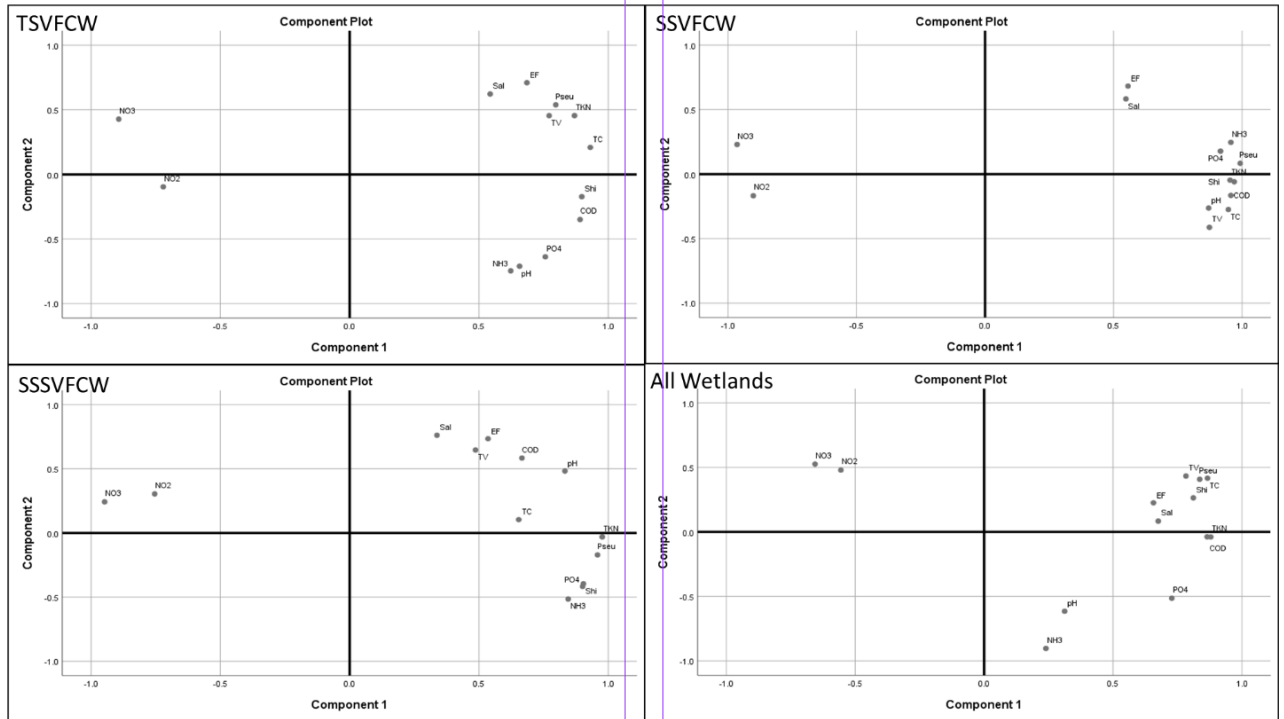 TSVFCW
Component Plot
Component 2
1.0
0.5
0.0
-0.5
-1.0
EF
Sal
Pseu
TKN
TV
NO3
TC
NO2
Shi
COD
PO4
NH3
pH
-1.0
-0.5
0.0
0.5
1.0
Component 1
SSVFCW
Component Plot
Component 2
1.0
0.5
0.0
-0.5
-1.0
EF
Sal
NO3
NH3
PO4
Pseu
TKN
Shi
NO2
COD
pH
TC
TV
-1.0
-0.5
0.0
0.5
1.0
Component 1
SSSVFCW
Component Plot
Component 2
1.0
0.5
0.0
-0.5
-1.0
Sal
EF
TV
COD
pH
NO2
NO3
TC
TKN
Pseu
PO4
Shi
NH3
-1.0
-0.5
0.0
0.5
1.0
Component 1
All Wetlands
Component Plot
Component 2
1.0
0.5
0.0
-0.5
-1.0
NO3
NO2
TV
Pseu
TC
Shi
EF
Sal
TKN
COD
PO4
pH
NH3
-1.0
-0.5
0.0
0.5
1.0
Component 1